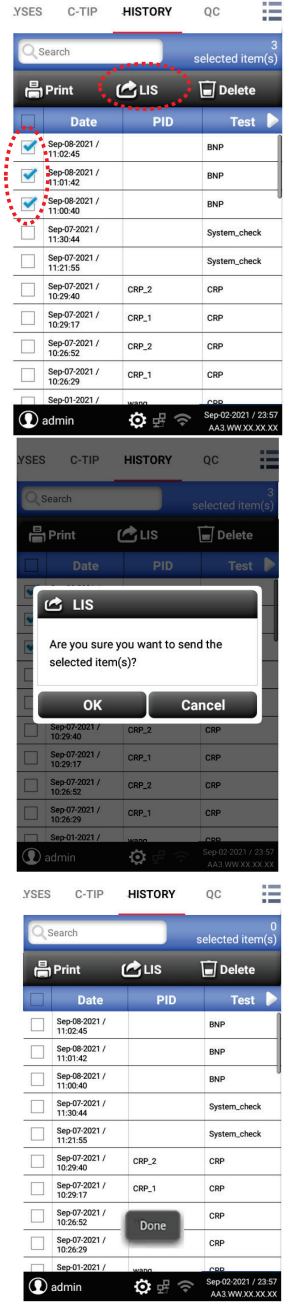 YSES C-TIP HISTORY QC
Search
3
selected item(s)
Print LIS Delete
Date PID Test
Sep-08-2021 /
11:02:45 BNP
Sep-08-2021 /
11:01:42 BNP
Sep-08-2021 /
11:00:40 BNP
Sep-07-2021 /
11:30:44 System_check
Sep-07-2021 /
11:21:55 System_check
Sep-07-2021 /
10:29:40 CRP_2 CRP
Sep-07-2021 /
10:29:17 CRP_1 CRP
Sep-07-2021 /
10:26:52 CRP_2 CRP
Sep-07-2021 /
10:26:29 CRP_1 CRP
Sep-01-2021 / wang CRP
admin Sep-02-2021 / 23:57
AA3.WW.XX.XX.XX
YSES C-TIP HISTORY QC
Search
3
selected item(s)
Print LIS Delete
Date PID Test
LIS
Are you sure you want to send the
selected item(s)?
OK Cancel
Sep-07-2021 /
10:29:40 CRP_2 CRP
Sep-07-2021 /
10:29:17 CRP_1 CRP
Sep-07-2021 /
10:26:52 CRP_2 CRP
Sep-07-2021 /
10:26:29 CRP_1 CRP
Sep-01-2021 / wang CRP
admin Sep-02-2021 / 23:57
AA3.WW.XX.XX.XX
YSES C-TIP HISTORY QC
Search
0
selected item(s)
Print LIS Delete
Date PID Test
Sep-08-2021 /
11:02:45 BNP
Sep-08-2021 /
11:01:42 BNP
Sep-08-2021 /
11:00:40 BNP
Sep-07-2021 /
11:30:44 System_check
Sep-07-2021 /
11:21:55 System_check
Sep-07-2021 /
10:29:40 CRP_2 CRP
Sep-07-2021 /
10:29:17 CRP_1 CRP
Sep-07-2021 /
10:26:52 CRP
Done
Sep-07-2021 /
10:26:29 CRP
Sep-01-2021 / wang CRP
admin Sep-02-2021 / 23:57
AA3.WW.XX.XX.XX